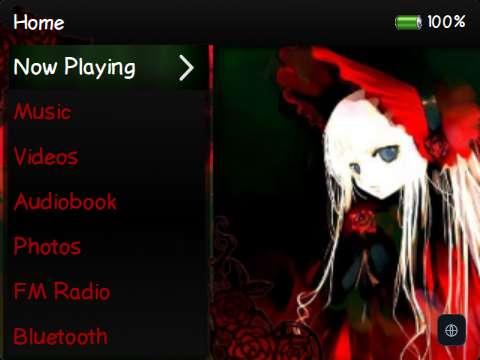 Home
100%
Now Playing
Music
Videos
Audiobook
Photos
FM Radio
Bluetooth